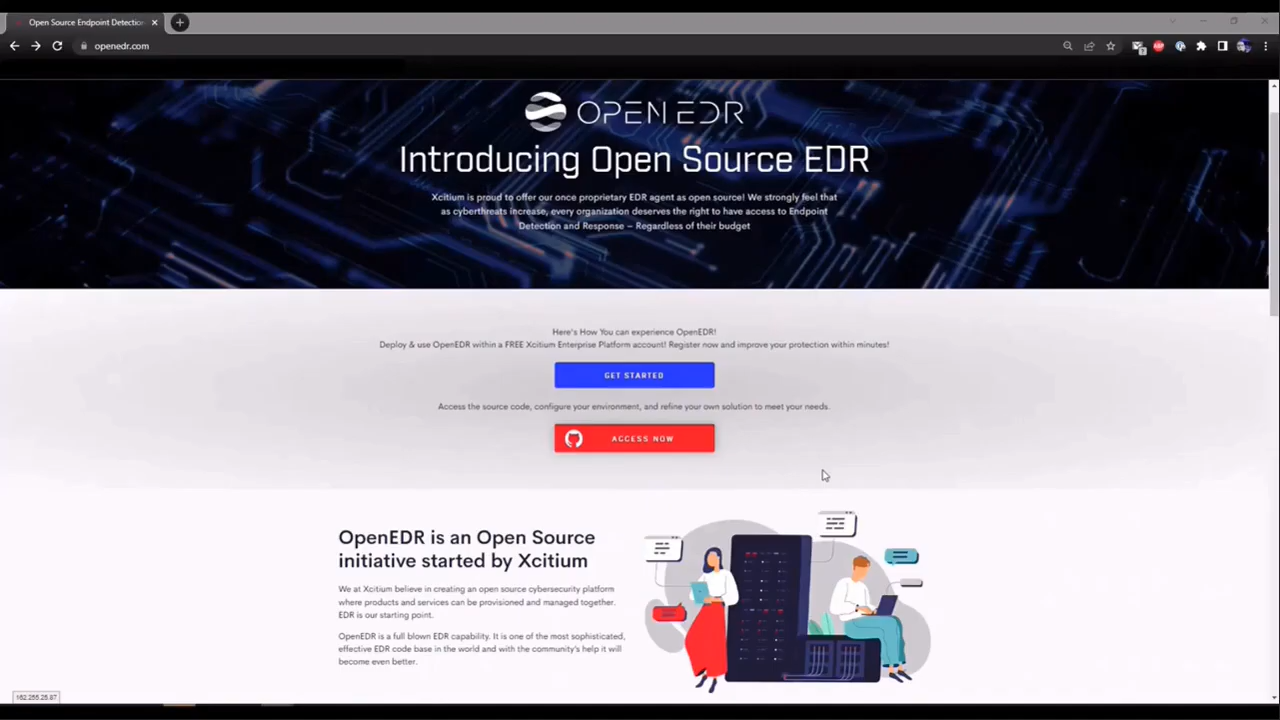 Open Source Endpoint Detection
openedr.com
OPEN EDR
Introducing Open Source EDR
Xcitium is proud to offer our once proprietary EDR agent as open source! We strongly feel that
as cyberthreats increase, every organization deserves the right to have access to Endpoint
Detection and Response – Regardless of their budget
Here's How You can experience OpenEDR!
Deploy & use OpenEDR within a FREE Xcitium Enterprise Platform account! Register now and improve your protection within minutes!
GET STARTED
Access the source code, configure your environment, and refine your own solution to meet your needs.
ACCESS NOW
OpenEDR is an Open Source
initiative started by Xcitium
We at Xcitium believe in creating an open source cybersecurity platform
where products and services can be provisioned and managed together.
EDR is our starting point.
OpenEDR is a full blown EDR capability. It is one of the most sophisticated,
effective EDR code base in the world and with the community's help it will
become even better.